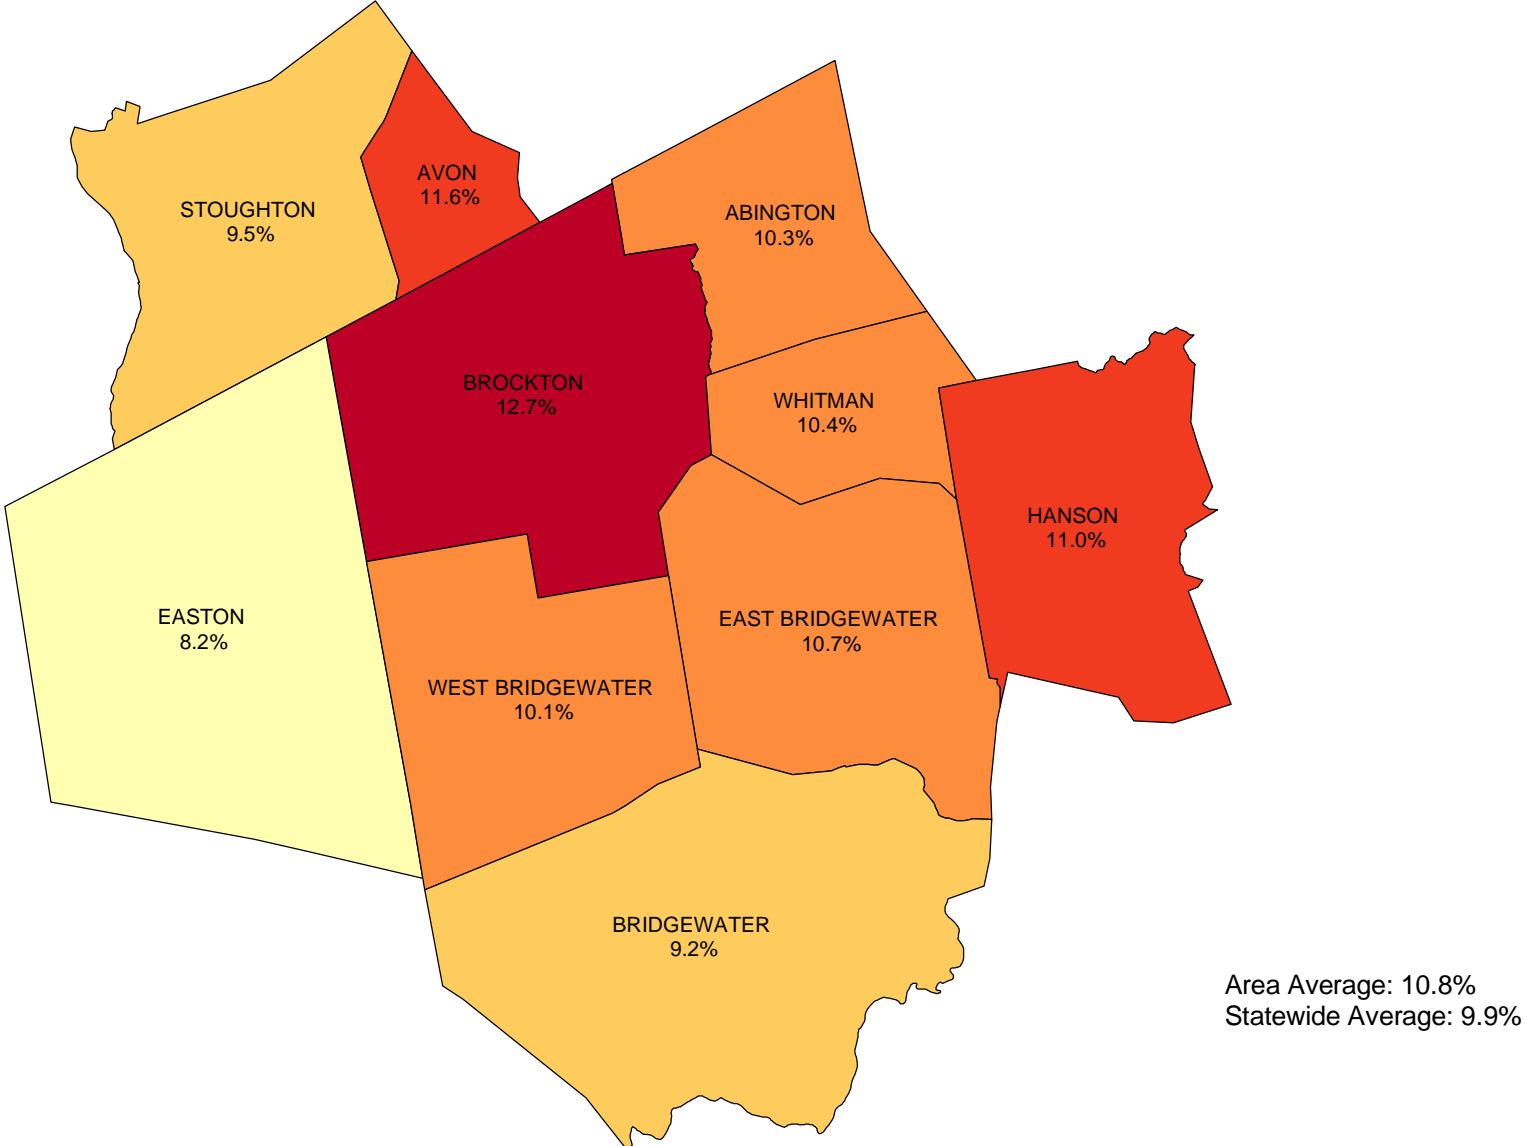 AVON
11.6%
STOUGHTON
9.5%
ABINGTON
10.3%
BROCKTON
12.7%
WHITMAN
10.4%
HANSON
11.0%
EASTON
8.2%
EAST BRIDGEWATER
10.7%
WEST BRIDGEWATER
10.1%
BRIDGEWATER
9.2%
Area Average: 10.8%
Statewide Average: 9.9%